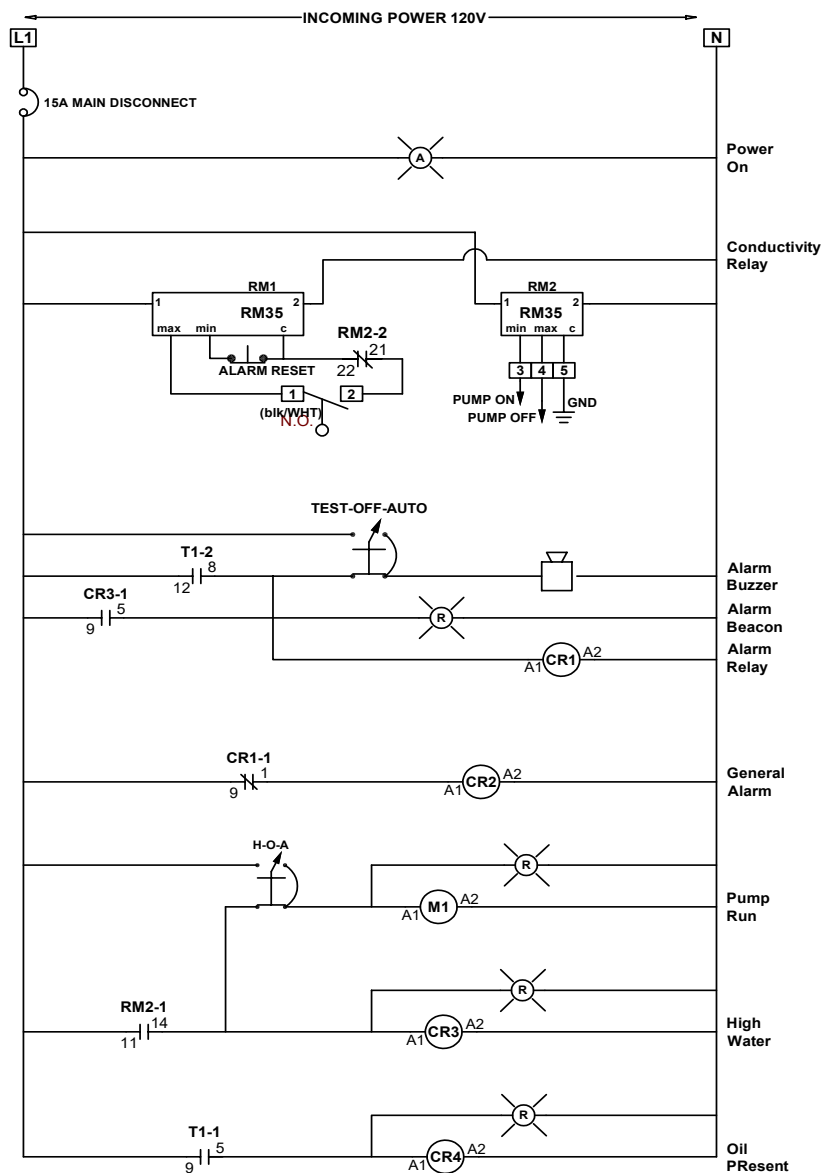 INCOMING POWER 120V
L1
N
15A MAIN DISCONNECT
A
Power
On
Conductivity
Relay
RM1
1 2
RM35
max min c
RM2
1 2
RM35
min max c
RM2-2
21
22
ALARM RESET
1 2
(blk/WHT)
N.O.
3 4 5
PUMP ON
GND
PUMP OFF
TEST-OFF-AUTO
T1-2
8
12
Alarm
Buzzer
CR3-1
5
9
R
Alarm
Beacon
A1 CR1 A2
Alarm
Relay
CR1-1
1
9
A1 CR2 A2
General
Alarm
H-O-A
R
A1 M1 A2
Pump
Run
R
RM2-1
14
11
A1 CR3 A2
High
Water
R
T1-1
5
9
A1 CR4 A2
Oil
PResent